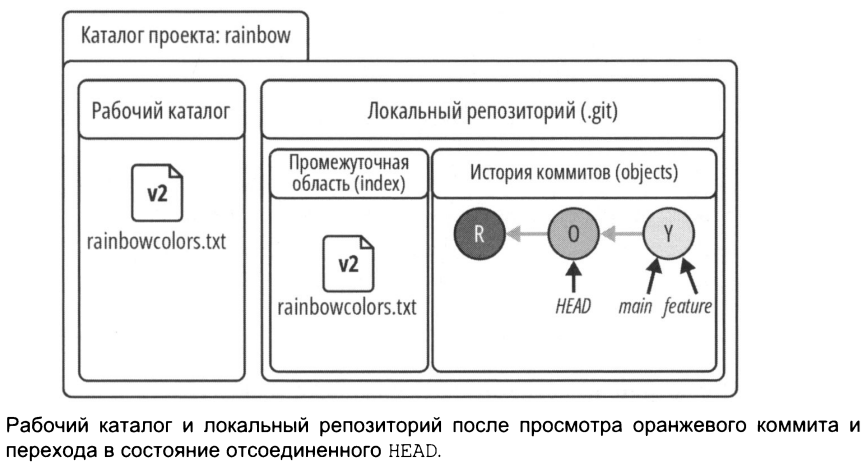 Каталог проекта: rainbow
Рабочий каталог
Локальный репозиторий (.git)
Промежуточная
область (index)
История коммитов (objects)
v2
rainbowcolors.txt
v2
rainbowcolors.txt
R
O
Y
HEAD
main
feature
Рабочий каталог и локальный репозиторий после просмотра оранжевого коммита и
перехода в состояние отсоединенного HEAD.